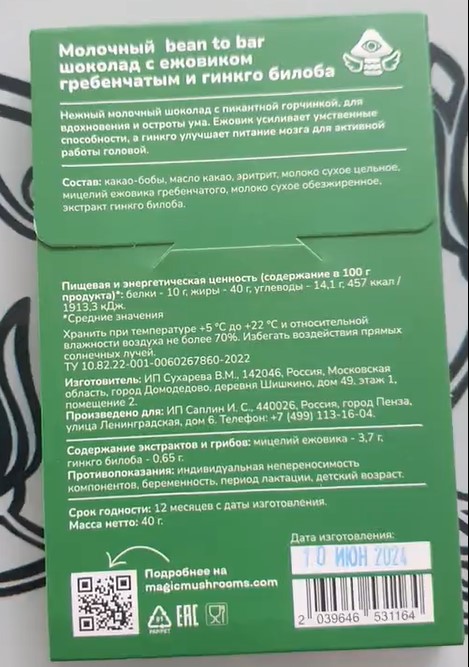 Молочный bean to bar
шоколад с ежовиком
гребенчатым и гинкго билоба
Нежный молочный шоколад с пикантной горчинкой, для
вдохновения и остроты ума. Ежовик усиливает умственные
способности, а гинкго улучшает питание мозга для активной
работы головой.
Состав: какао-бобы, масло какао, эритрит, молоко сухое цельное,
мицелий ежовика гребенчатого, молоко сухое обезжиренное,
экстракт гинкго билоба.
Пищевая и энергетическая ценность (содержание в 100 г
продукта)*: белки - 10 г, жиры - 40 г, углеводы - 14,1 г, 457 ккал /
1913,3 кДж.
*Средние значения
Хранить при температуре +5 °C до +22 °C и относительной
влажности воздуха не более 70%. Избегать воздействия прямых
солнечных лучей.
ТУ 10.82.22-001-0060267860-2022
Изготовитель: ИП Сухарева В.М., 142046, Россия, Московская
область, город Домодедово, деревня Шишкино, дом 49, этаж 1,
помещение 2.
Произведено для: ИП Саплин И. С., 440026, Россия, город Пенза,
улица Ленинградская, дом 6. Телефон: +7 (499) 113-16-04.
Содержание экстрактов и грибов: мицелий ежовика - 3,7 г,
гинкго билоба - 0,65 г.
Противопоказания: индивидуальная непереносимость
компонентов, беременность, период лактации, детский возраст.
Срок годности: 12 месяцев с даты изготовления.
Масса нетто: 40 г.
Дата изготовления:
10 ИЮН 2024
Подробнее на
magicmushrooms.com
81
PAP/PET
EAC
2 039646 531164